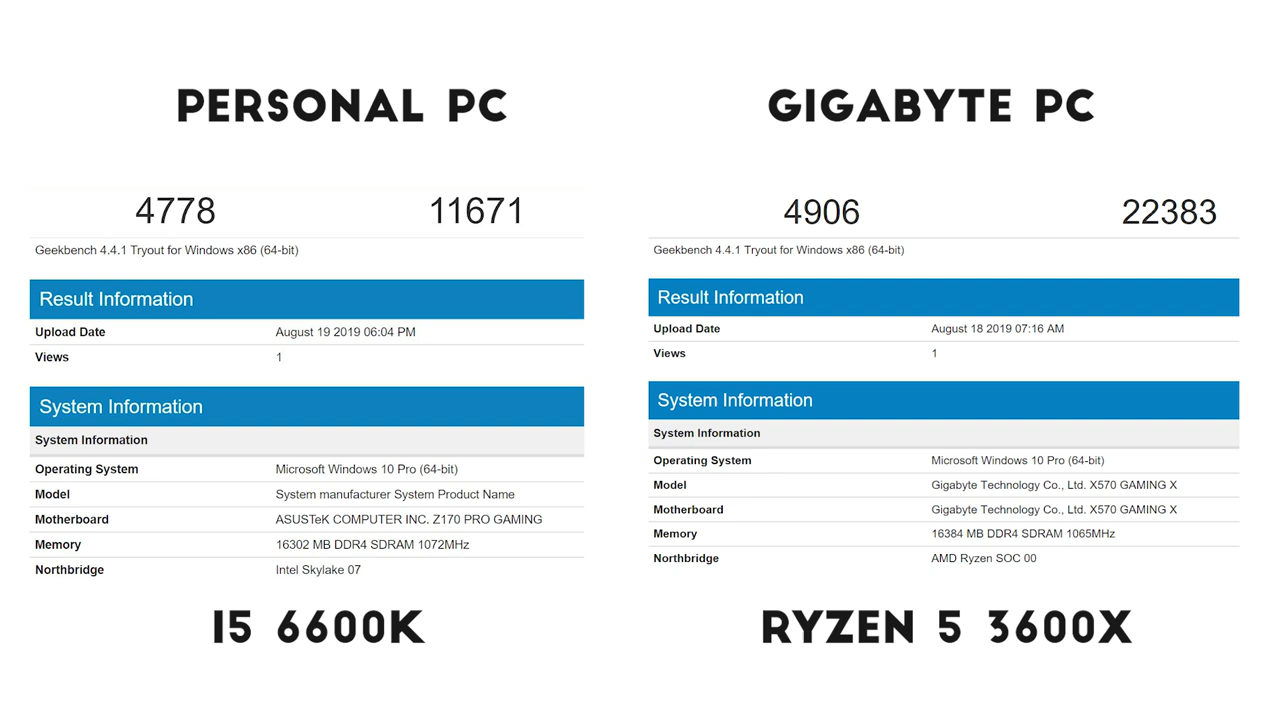 PERSONAL PC
4778 11671
Geekbench 4.4.1 Tryout for Windows x86 (64-bit)
Result Information
Upload Date August 19 2019 06:04 PM
Views 1
System Information
System Information
Operating System Microsoft Windows 10 Pro (64-bit)
Model System manufacturer System Product Name
Motherboard ASUSTeK COMPUTER INC. Z170 PRO GAMING
Memory 16302 MB DDR4 SDRAM 1072MHz
Northbridge Intel Skylake 07
I5 6600K
GIGABYTE PC
4906 22383
Geekbench 4.4.1 Tryout for Windows x86 (64-bit)
Result Information
Upload Date August 18 2019 07:16 AM
Views 1
System Information
System Information
Operating System Microsoft Windows 10 Pro (64-bit)
Model Gigabyte Technology Co., Ltd. X570 GAMING X
Motherboard Gigabyte Technology Co., Ltd. X570 GAMING X
Memory 16384 MB DDR4 SDRAM 1065MHz
Northbridge AMD Ryzen SOC 00
RYZEN 5 3600X